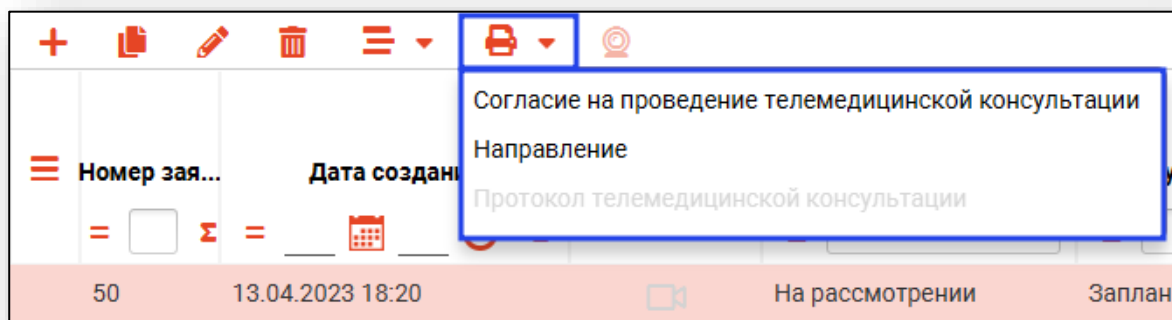 Согласие на проведение телемедицинской консультации
Направление
Протокол телемедицинской консультации
Номер зая... Дата создани
= Σ =
50 13.04.2023 18:20 На рассмотрении Заплан